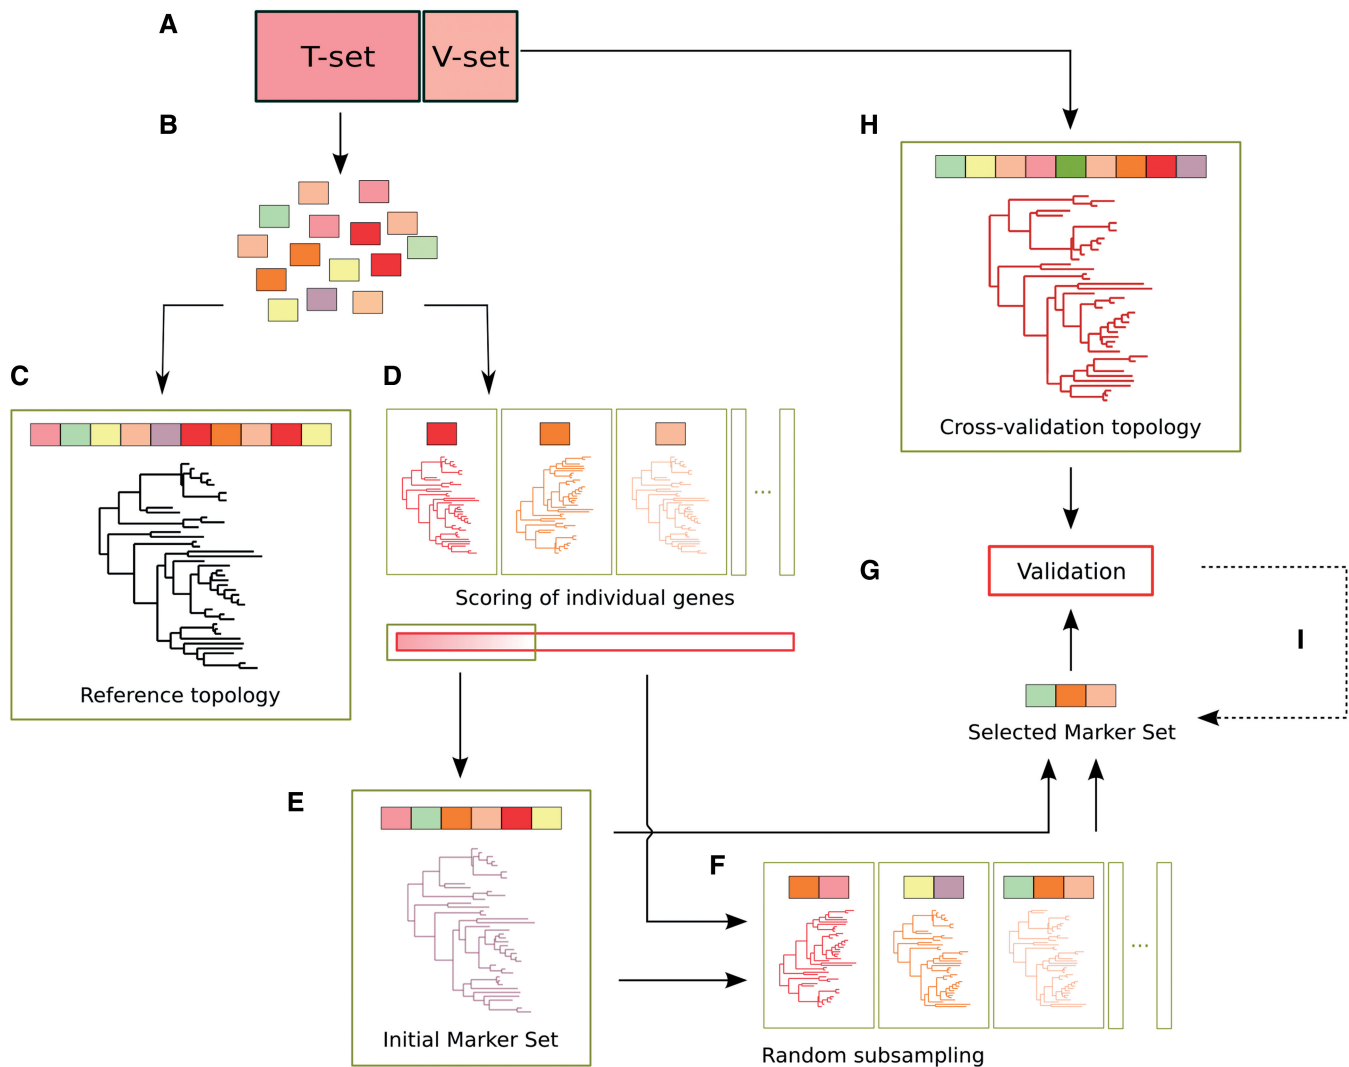 A
T-set
V-set
B
H
C
D
Cross-validation topology
...
Scoring of individual genes
G
Validation
I
Reference topology
Selected Marker Set
E
F
...
Initial Marker Set
Random subsampling